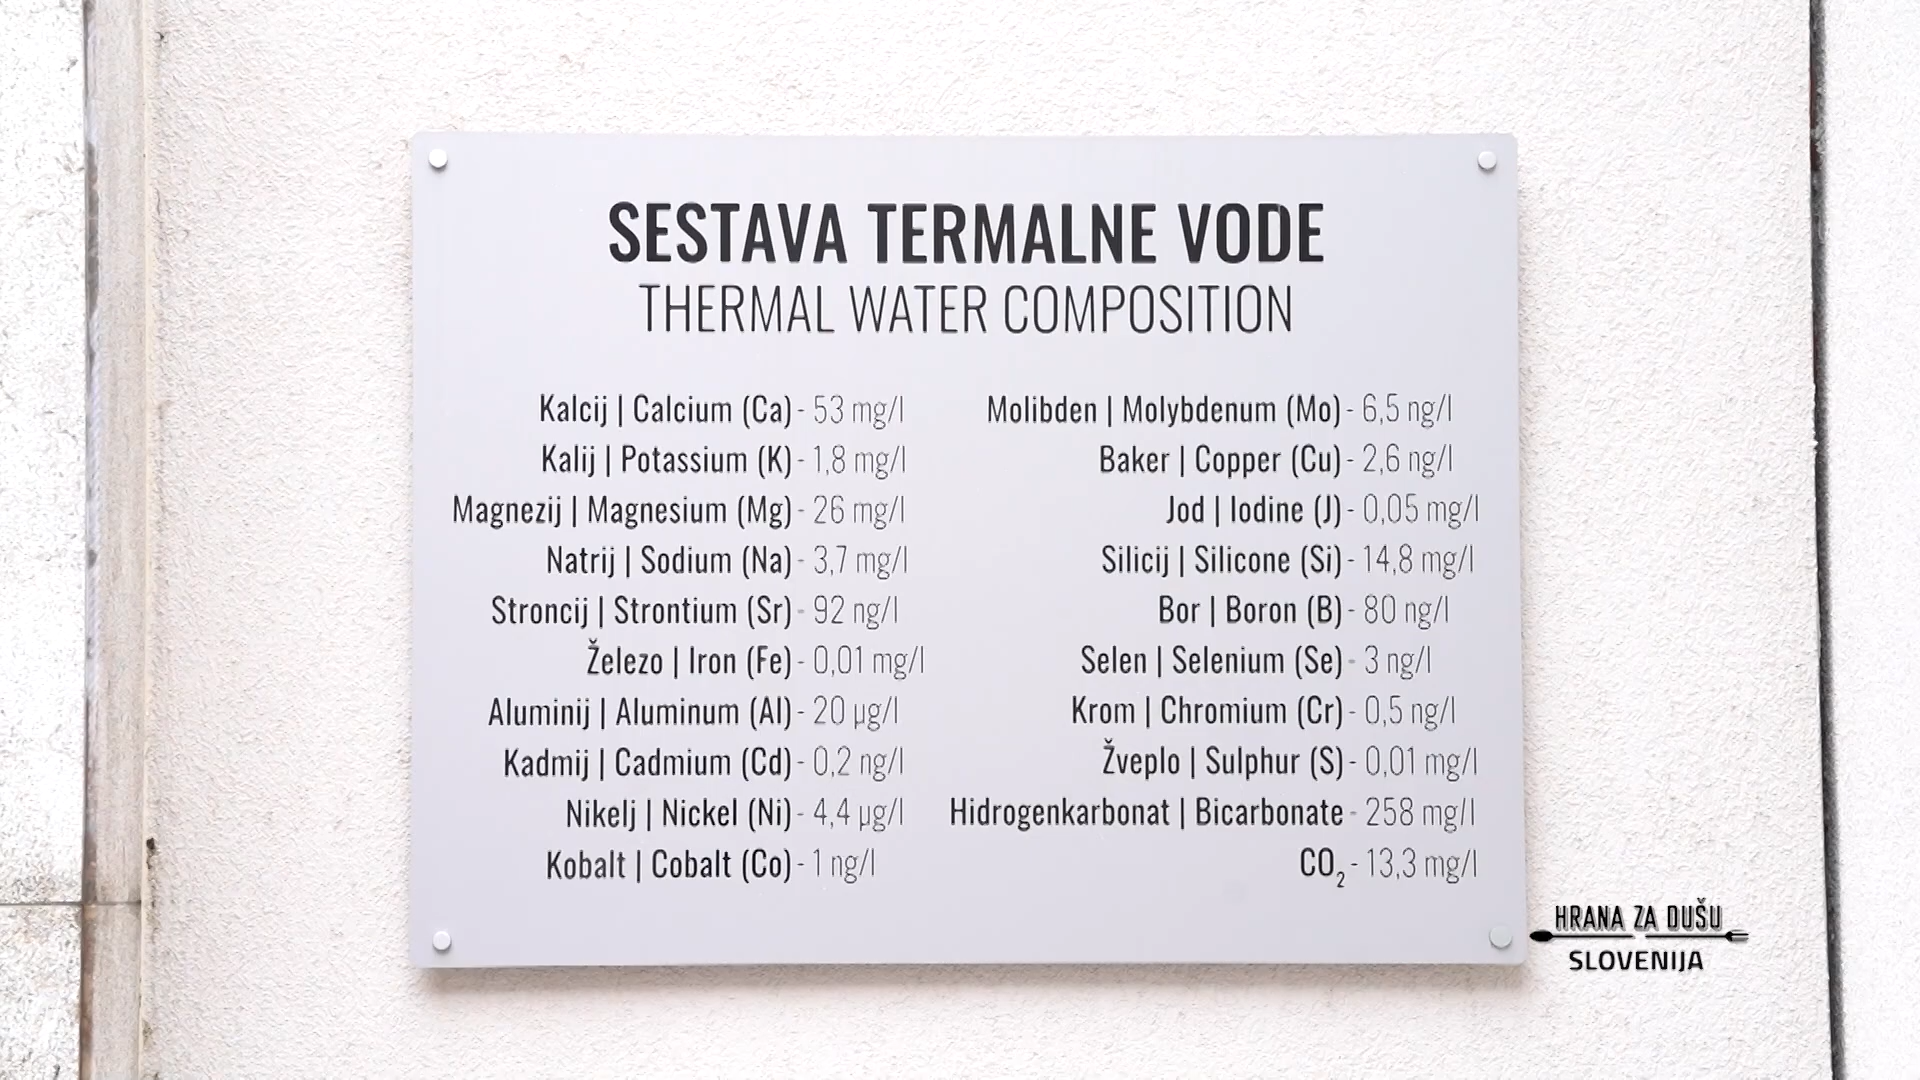 SESTAVA TERMALNE VODE
THERMAL WATER COMPOSITION
Kalcij | Calcium (Ca) - 53 mg/l
Kalij | Potassium (K) - 1,8 mg/l
Magnezij | Magnesium (Mg) - 26 mg/l
Natrij | Sodium (Na) - 3,7 mg/l
Stroncij | Strontium (Sr) - 92 ng/l
Železo | Iron (Fe) - 0,01 mg/l
Aluminij | Aluminum (Al) - 20 µg/l
Kadmij | Cadmium (Cd) - 0,2 ng/l
Nikelj | Nickel (Ni) - 4,4 µg/l
Kobalt | Cobalt (Co) - 1 ng/l
Molibden | Molybdenum (Mo) - 6,5 ng/l
Baker | Copper (Cu) - 2,6 ng/l
Jod | Iodine (J) - 0,05 mg/l
Silicij | Silicone (Si) - 14,8 mg/l
Bor | Boron (B) - 80 ng/l
Selen | Selenium (Se) - 3 ng/l
Krom | Chromium (Cr) - 0,5 ng/l
Žveplo | Sulphur (S) - 0,01 mg/l
Hidrogenkarbonat | Bicarbonate - 258 mg/l
CO₂ - 13,3 mg/l
HRANA ZA DUŠU
SLOVENIJA